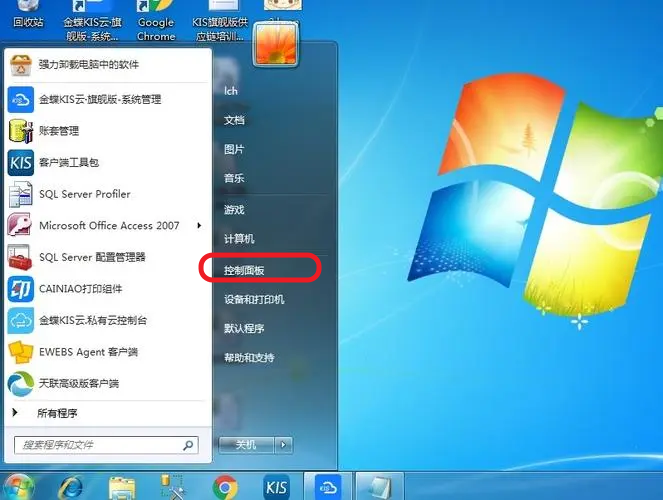 回收站
金蝶KIS云·旗舰版-系统...
Google Chrome
KIS旗舰版供应链培训...
强力卸载电脑中的软件
金蝶KIS云-旗舰版-系统管理
账套管理
客户端工具包
SQL Server Profiler
Microsoft Office Access 2007
SQL Server 配置管理器
CAINIAO打印组件
金蝶KIS云.私有云控制台
EWEBS Agent 客户端
天联高级版客户端
所有程序
搜索程序和文件
lch
文档
图片
音乐
游戏
计算机
控制面板
设备和打印机
默认程序
帮助和支持
关机
KIS